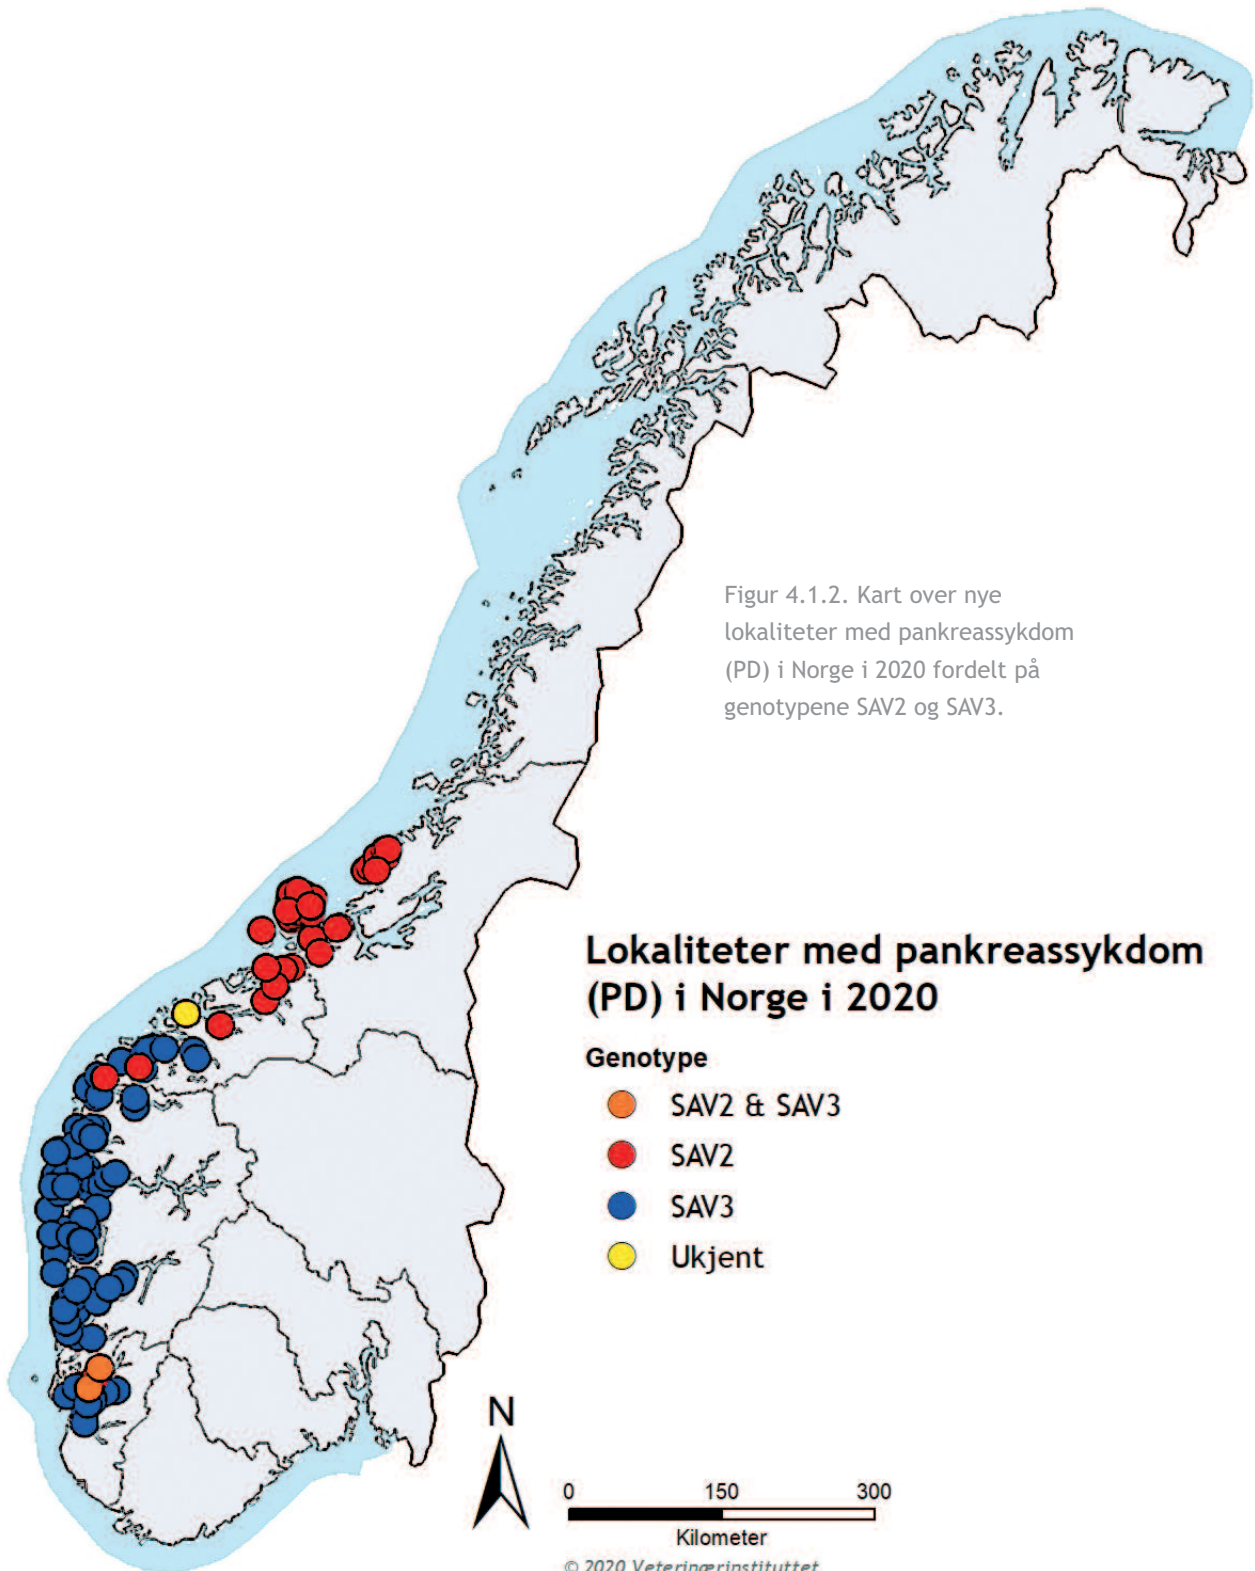 Figur 4.1.2. Kart over nye
lokaliteter med pankreassykdom
(PD) i Norge i 2020 fordelt på
genotypene SAV2 og SAV3.
Lokaliteter med pankreassykdom
(PD) i Norge i 2020
Genotype
SAV2 & SAV3
SAV2
SAV3
Ukjent
N
0 150 300
Kilometer
© 2020 Veterinærinstituttet